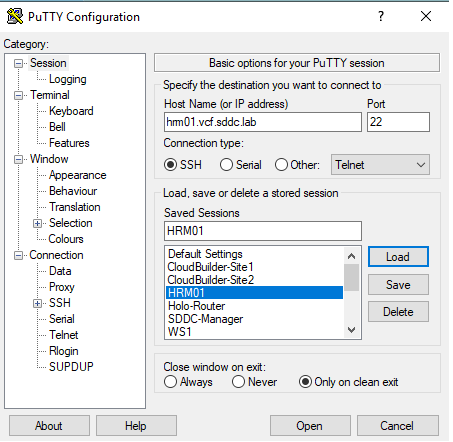 PuTTY Configuration
?
Category:
Session
Logging
Terminal
Keyboard
Bell
Features
Window
Appearance
Behaviour
Translation
Selection
Colours
Connection
Data
Proxy
SSH
Serial
Telnet
Rlogin
SUPDUP
Basic options for your PuTTY session
Specify the destination you want to connect to
Host Name (or IP address) Port
hrm01.vcf.sddc.lab 22
Connection type:
SSH Serial Other: Telnet
Load, save or delete a stored session
Saved Sessions
HRM01
Default Settings
CloudBuilder-Site1
CloudBuilder-Site2
HRM01
Holo-Router
SDDC-Manager
WS1
Load
Save
Delete
Close window on exit:
Always Never Only on clean exit
About Help Open Cancel